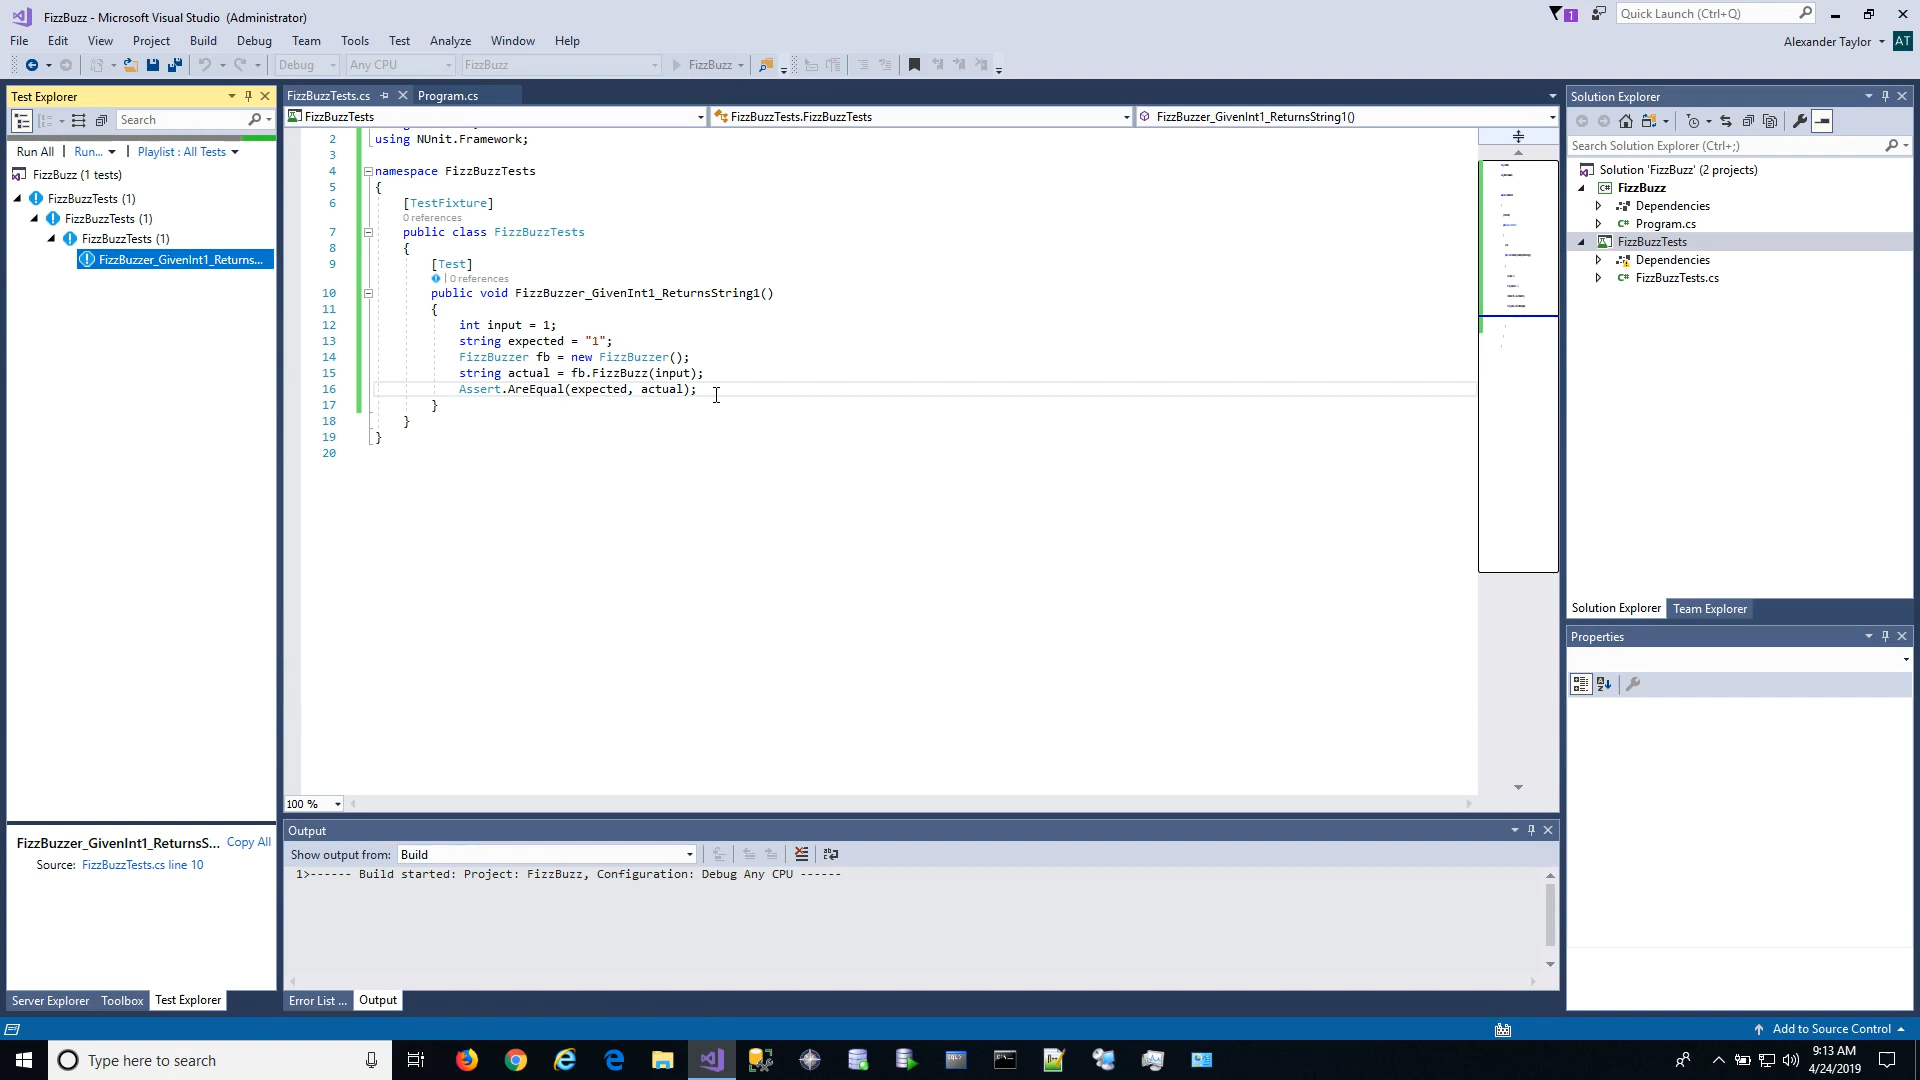 FizzBuzz - Microsoft Visual Studio (Administrator)
1
Quick Launch (Ctrl+Q)
File Edit View Project Build Debug Team Tools Test Analyze Window Help
Alexander Taylor AT
Debug Any CPU FizzBuzz FizzBuzz
Test Explorer
Search
Run All | Run... | Playlist : All Tests
FizzBuzz (1 tests)
FizzBuzzTests (1)
FizzBuzzTests (1)
FizzBuzzTests (1)
FizzBuzzer_GivenInt1_Returns...
FizzBuzzer_GivenInt1_ReturnsS... Copy All
Source: FizzBuzzTests.cs line 10
Server Explorer Toolbox Test Explorer
FizzBuzzTests.cs Program.cs
FizzBuzzTests FizzBuzzTests.FizzBuzzTests FizzBuzzer_GivenInt1_ReturnsString1()
2 using NUnit.Framework;
3
4 namespace FizzBuzzTests
5 {
6 [TestFixture]
0 references
7 public class FizzBuzzTests
8 {
9 [Test]
| 0 references
10 public void FizzBuzzer_GivenInt1_ReturnsString1()
11 {
12 int input = 1;
13 string expected = "1";
14 FizzBuzzer fb = new FizzBuzzer();
15 string actual = fb.FizzBuzz(input);
16 Assert.AreEqual(expected, actual);
17 }
18 }
19 }
20
100 %
Output
Show output from: Build
1>------ Build started: Project: FizzBuzz, Configuration: Debug Any CPU ------
Error List ... Output
Solution Explorer
Search Solution Explorer (Ctrl+;)
Solution 'FizzBuzz' (2 projects)
C# FizzBuzz
Dependencies
C# Program.cs
FizzBuzzTests
Dependencies
C# FizzBuzzTests.cs
Solution Explorer Team Explorer
Properties
Add to Source Control
Type here to search
9:13 AM
4/24/2019